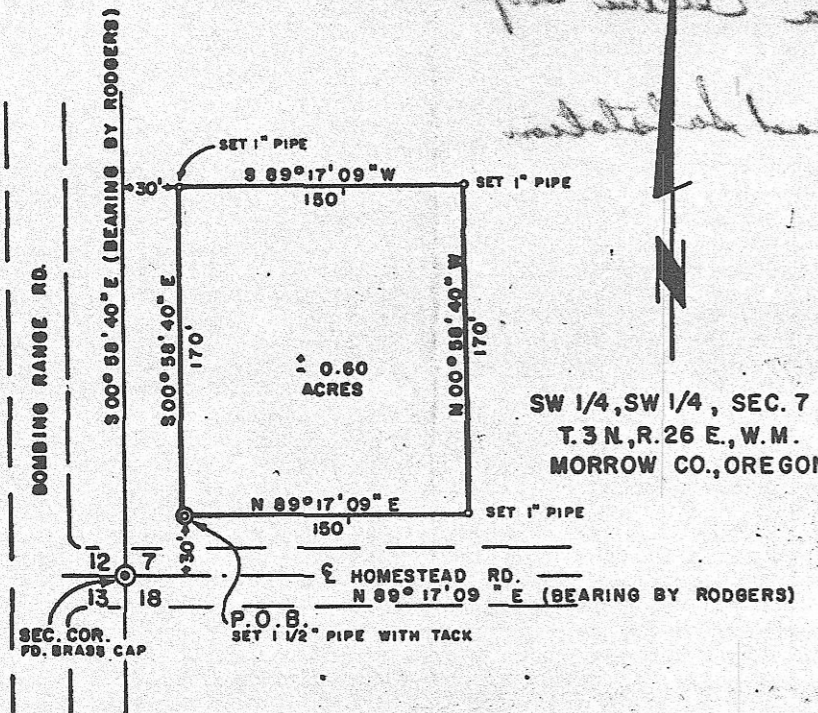 S 00° 58' 40" E (BEARING BY RODGERS)
BOMBING RANGE RD.
SET 1" PIPE
30'
S 89° 17' 09" W
150'
SET 1" PIPE
S 00° 58' 40" E
170'
N 00° 58' 40" W
170'
± 0.60
ACRES
N
SW 1/4, SW 1/4, SEC. 7
T. 3 N., R. 26 E., W.M.
MORROW CO., OREGON
N 89° 17' 09" E
150'
SET 1" PIPE
30'
12 7
13 18
℄ HOMESTEAD RD.
N 89° 17' 09" E (BEARING BY RODGERS)
SEC. COR.
FD. BRASS CAP
P.O.B.
SET 1 1/2" PIPE WITH TACK